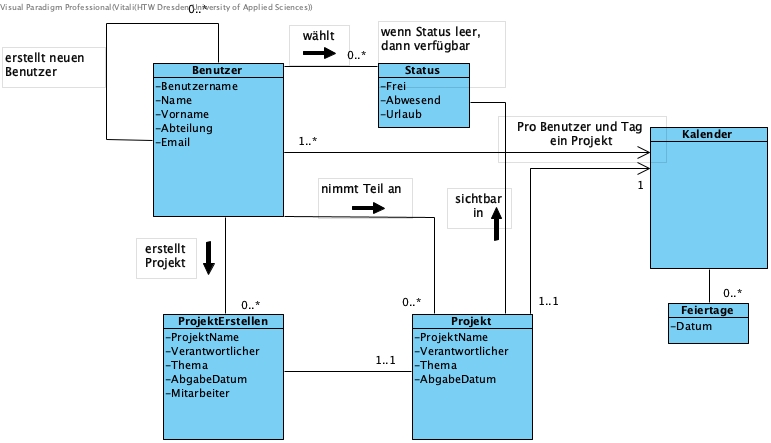 Visual Paradigm Professional(Vitali(HTW Dresden University of Applied Sciences))
0..*
erstellt neuen
Benutzer
wählt
0..*
wenn Status leer,
dann verfügbar
Benutzer
-Benutzername
-Name
-Vorname
-Abteilung
-Email
Status
-Frei
-Abwesend
-Urlaub
Pro Benutzer und Tag
ein Projekt
Kalender
1..*
1
nimmt Teil an
sichtbar
in
erstellt
Projekt
0..*
0..*
1..1
0..*
Feiertage
-Datum
ProjektErstellen
-ProjektName
-Verantwortlicher
-Thema
-AbgabeDatum
-Mitarbeiter
1..1
Projekt
-ProjektName
-Verantwortlicher
-Thema
-AbgabeDatum